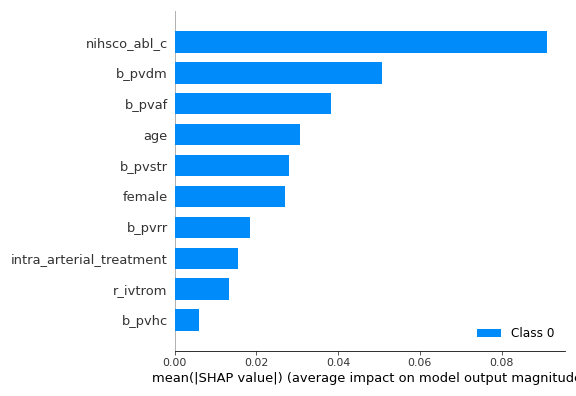 nihsco_abl_c
b_pvdm
b_pvaf
age
b_pvstr
female
b_pvrr
intra_arterial_treatment
r_ivtrom
b_pvhc
Class 0
0.00 0.02 0.04 0.06 0.08
mean(|SHAP value|) (average impact on model output magnitude